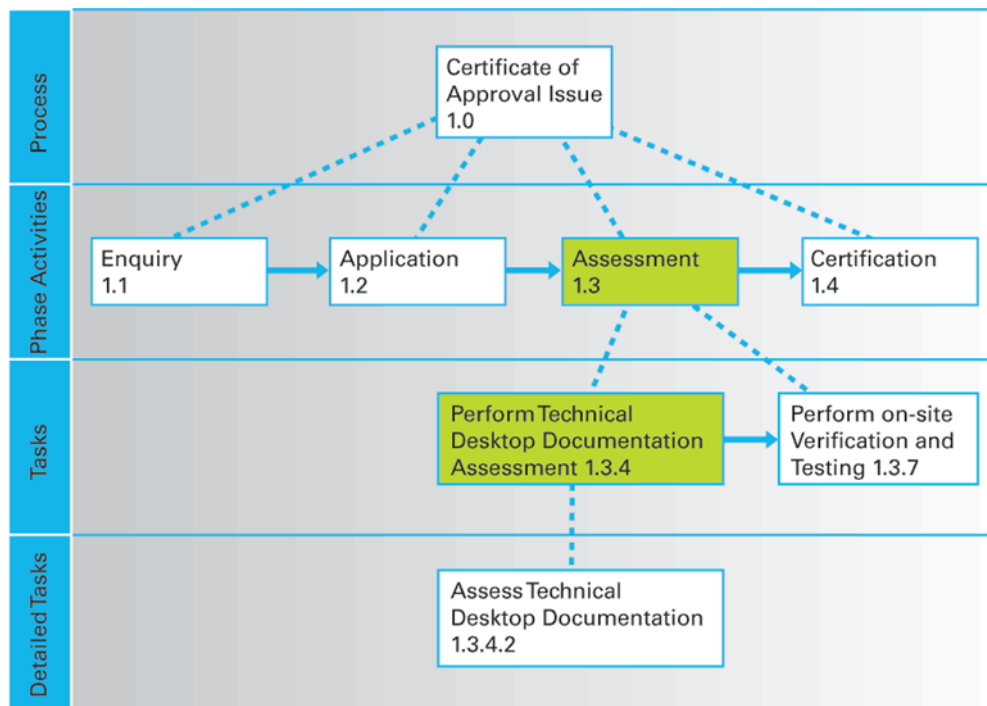 Process
Certificate of
Approval Issue
1.0
Phase Activities
Enquiry
1.1
Application
1.2
Assessment
1.3
Certification
1.4
Tasks
Perform Technical
Desktop Documentation
Assessment 1.3.4
Perform on-site
Verification and
Testing 1.3.7
Detailed Tasks
Assess Technical
Desktop Documentation
1.3.4.2